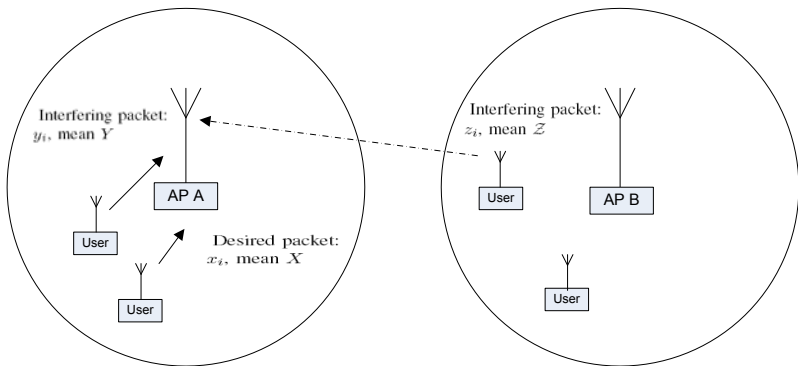 Interfering packet:
y_i, mean Y
AP A
User
Desired packet:
x_i, mean X
User
Interfering packet:
z_i, mean 𝒵
User
AP B
User